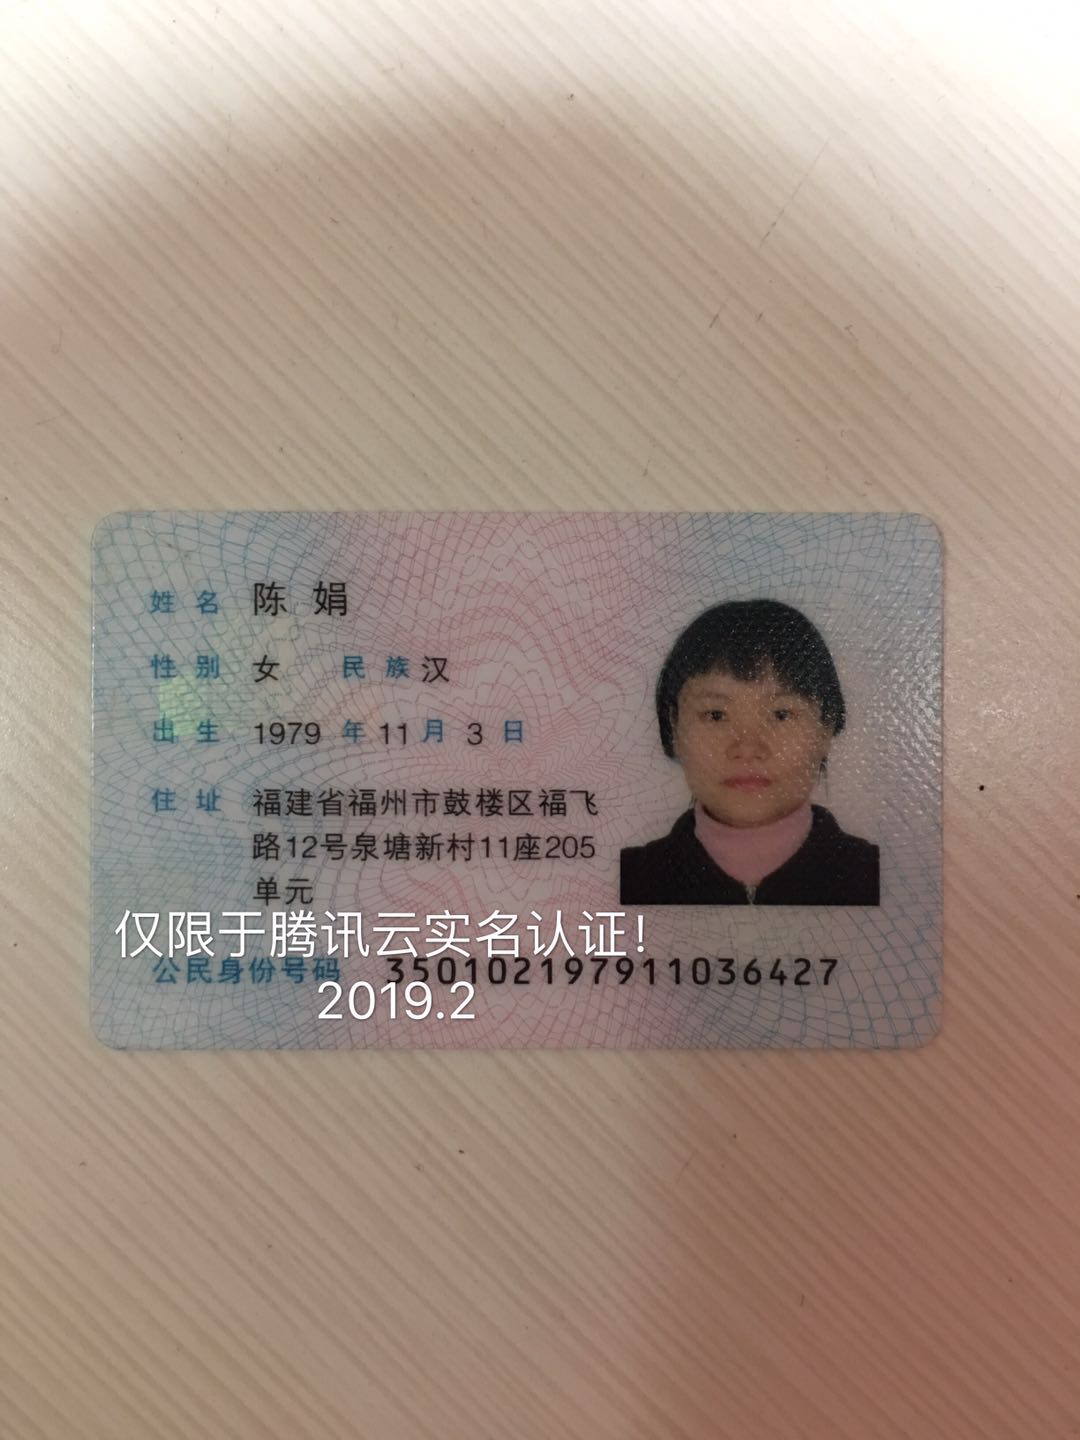 姓名 陈娟
性别 女 民族 汉
出生 1979 年 11 月 3 日
住址 福建省福州市鼓楼区福飞
路12号泉塘新村11座205
单元
仅限于腾讯云实名认证！
公民身份号码 350102197911036427
2019.2